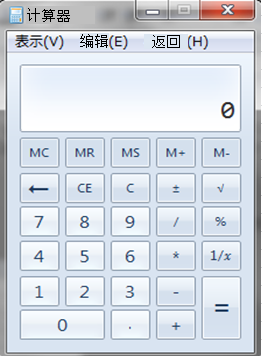 计算器
表示(V) 编辑(E) 返回 (H)
0
MC MR MS M+ M-
← CE C ± √
7 8 9 / %
4 5 6 * 1/x
1 2 3 - =
0 . +